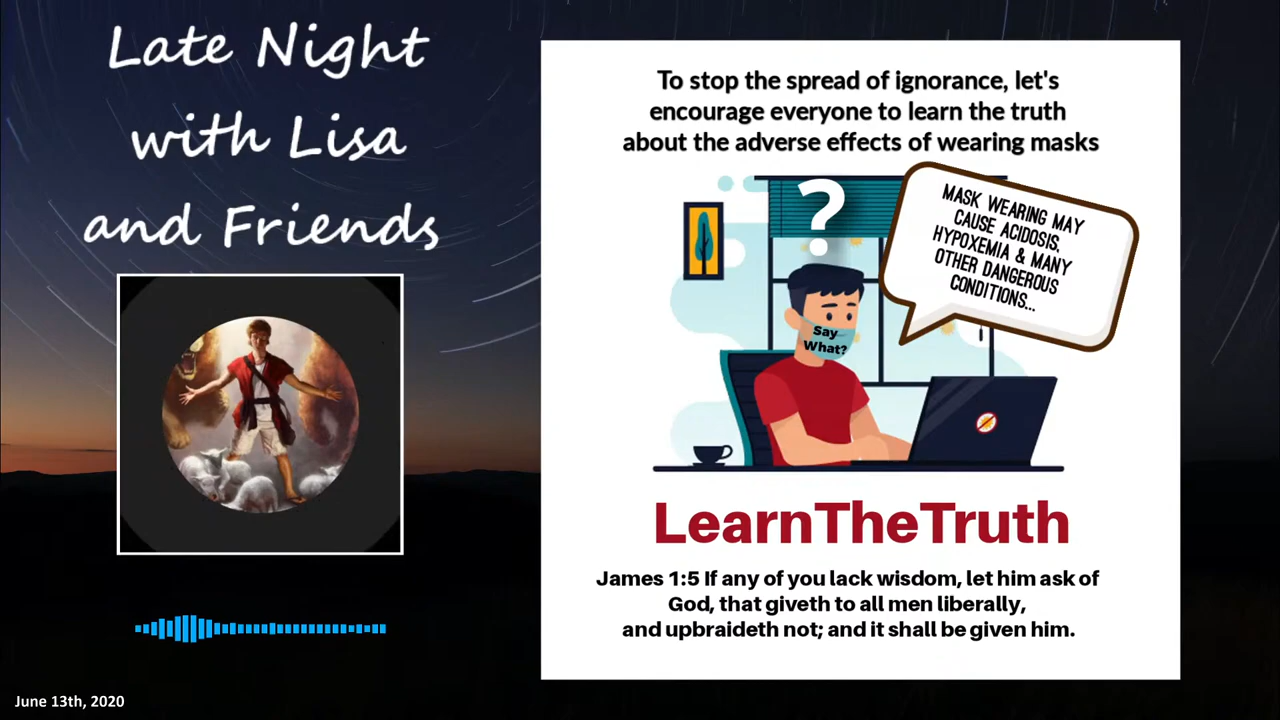 Late Night
with Lisa
and Friends
To stop the spread of ignorance, let's
encourage everyone to learn the truth
about the adverse effects of wearing masks
?
MASK WEARING MAY
CAUSE ACIDOSIS,
HYPOXEMIA & MANY
OTHER DANGEROUS
CONDITIONS...
Say
What?
LearnTheTruth
James 1:5 If any of you lack wisdom, let him ask of
God, that giveth to all men liberally,
and upbraideth not; and it shall be given him.
June 13th, 2020